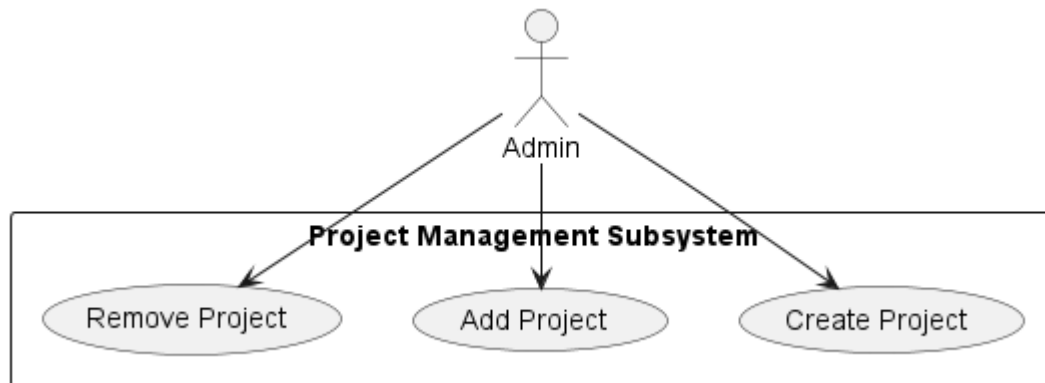 Admin
Project Management Subsystem
Remove Project
Add Project
Create Project